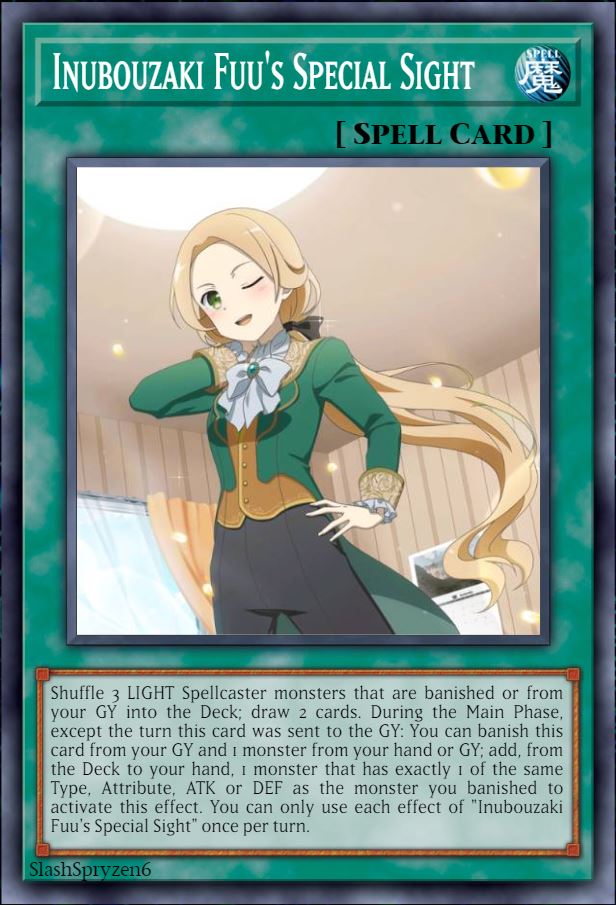 Inubouzaki Fuu's Special Sight
SPELL
魔
[ Spell Card ]
Shuffle 3 LIGHT Spellcaster monsters that are banished or from
your GY into the Deck; draw 2 cards. During the Main Phase,
except the turn this card was sent to the GY: You can banish this
card from your GY and 1 monster from your hand or GY; add, from
the Deck to your hand, 1 monster that has exactly 1 of the same
Type, Attribute, ATK or DEF as the monster you banished to
activate this effect. You can only use each effect of "Inubouzaki
Fuu's Special Sight" once per turn.
SlashSpryzen6